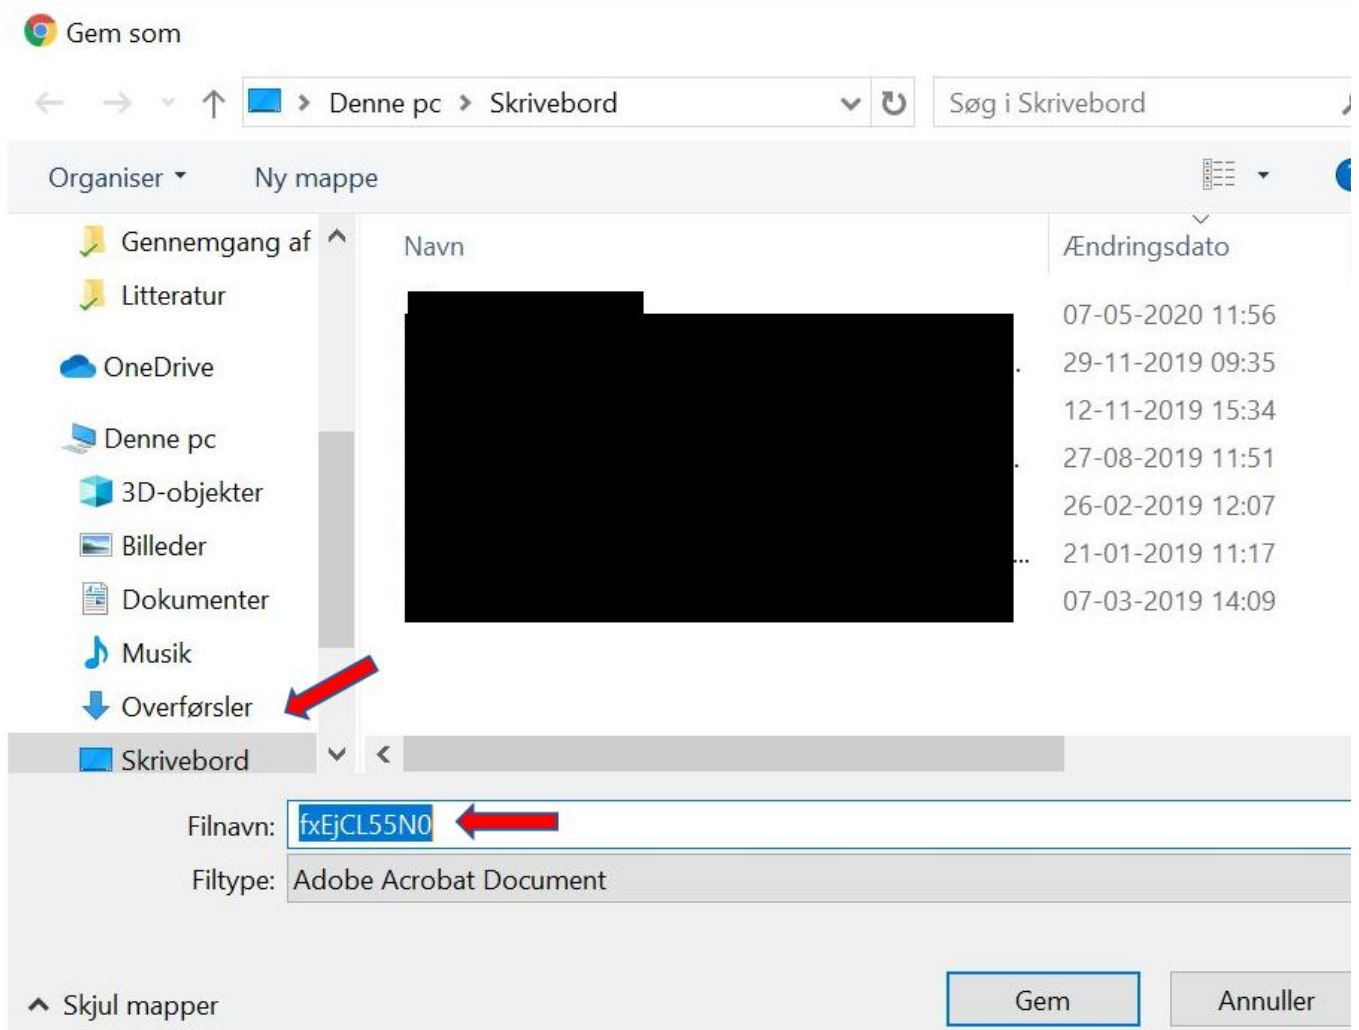 Gem som
Denne pc > Skrivebord
Søg i Skrivebord
Organiser
Ny mappe
Gennemgang af
Litteratur
OneDrive
Denne pc
3D-objekter
Billeder
Dokumenter
Musik
Overførsler
Skrivebord
Navn
Ændringsdato
07-05-2020 11:56
29-11-2019 09:35
12-11-2019 15:34
27-08-2019 11:51
26-02-2019 12:07
21-01-2019 11:17
07-03-2019 14:09
Filnavn: fxEjCL55N0
Filtype: Adobe Acrobat Document
Skjul mapper
Gem
Annuller